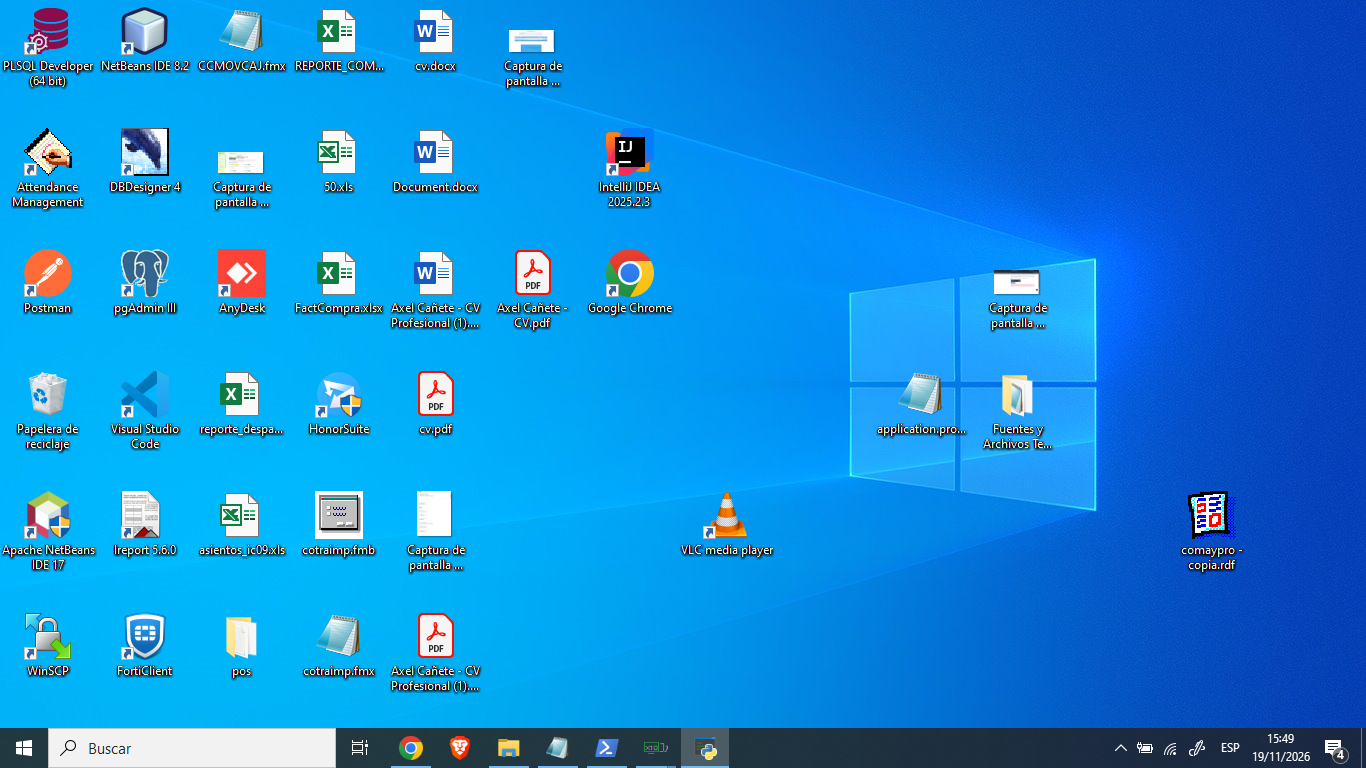 PLSQL Developer
(64 bit)
NetBeans IDE 8.2
CCMOVCAJ.fmx
REPORTE_COM...
cv.docx
Captura de
pantalla ...
Attendance
Management
DBDesigner 4
Captura de
pantalla ...
50.xls
Document.docx
IntelliJ IDEA
2025.2.3
Postman
pgAdmin III
AnyDesk
FactCompra.xlsx
Axel Cañete - CV
Profesional (1)....
PDF
Axel Cañete -
CV.pdf
Google Chrome
Captura de
pantalla ...
Papelera de
reciclaje
Visual Studio
Code
reporte_despa...
HonorSuite
PDF
cv.pdf
application.pro...
Fuentes y
Archivos Te...
Apache NetBeans
IDE 17
Ireport 5.6.0
asientos_ic09.xls
cotraimp.fmb
Captura de
pantalla ...
VLC media player
comaypro -
copia.rdf
WinSCP
FortiClient
pos
cotraimp.fmx
PDF
Axel Cañete - CV
Profesional (1)....
Buscar
ESP
15:49
19/11/2026
4